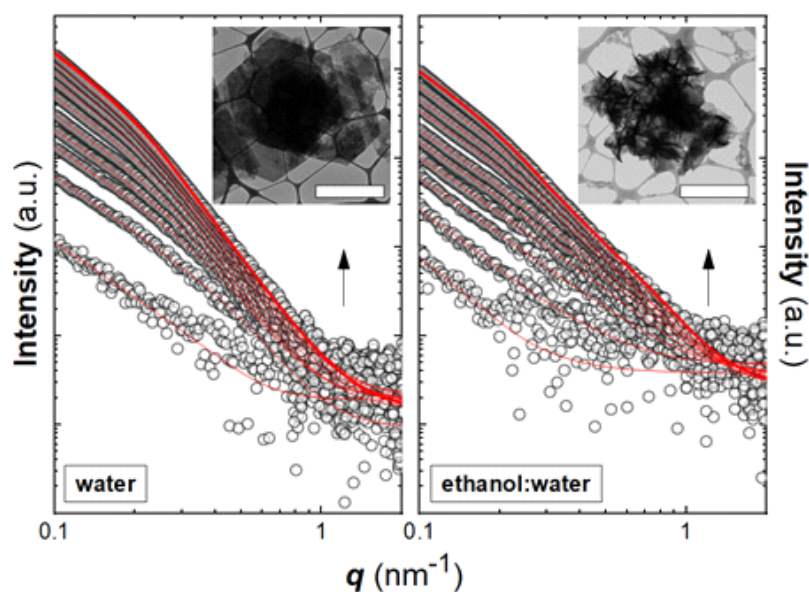 Intensity (a.u.)
water
0.1
1
ethanol:water
0.1
1
Intensity (a.u.)
q (nm⁻¹)